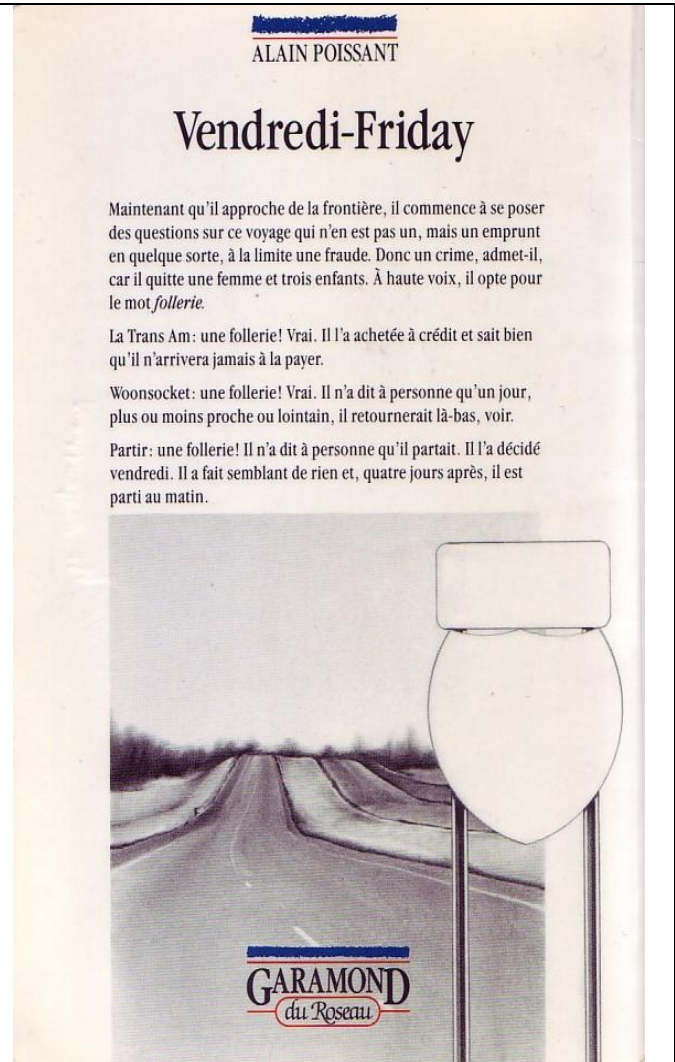 ALAIN POISSANT
Vendredi-Friday
Maintenant qu'il approche de la frontière, il commence à se poser
des questions sur ce voyage qui n'en est pas un, mais un emprunt
en quelque sorte, à la limite une fraude. Donc un crime, admet-il,
car il quitte une femme et trois enfants. À haute voix, il opte pour
le mot follerie.
La Trans Am: une follerie! Vrai. Il l'a achetée à crédit et sait bien
qu'il n'arrivera jamais à la payer.
Woonsocket: une follerie! Vrai. Il n'a dit à personne qu'un jour,
plus ou moins proche ou lointain, il retournerait là-bas, voir.
Partir: une follerie! Il n'a dit à personne qu'il partait. Il l'a décidé
vendredi. Il a fait semblant de rien et, quatre jours après, il est
parti au matin.
GARAMOND
du Roseau